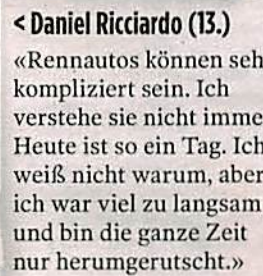 < Daniel Ricciardo (13.)
«Rennautos können seh
kompliziert sein. Ich
verstehe sie nicht imme
Heute ist so ein Tag. Ich
weiß nicht warum, aber
ich war viel zu langsam
und bin die ganze Zeit
nur herumgerutscht.»